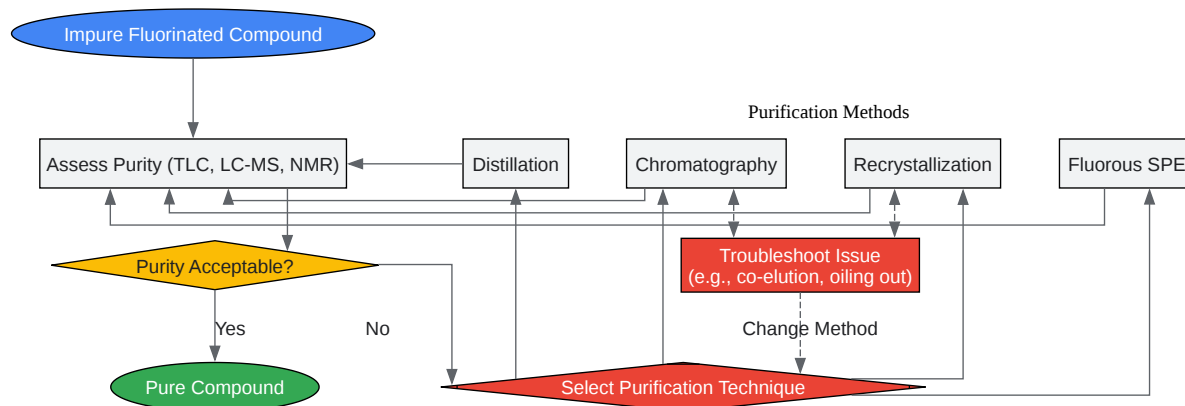 Impure Fluorinated Compound
Purification Methods
Assess Purity (TLC, LC-MS, NMR)
Distillation
Chromatography
Recrystallization
Fluorous SPE
Purity Acceptable?
Troubleshoot Issue
(e.g., co-elution, oiling out)
Yes
No
Change Method
Pure Compound
Select Purification Technique